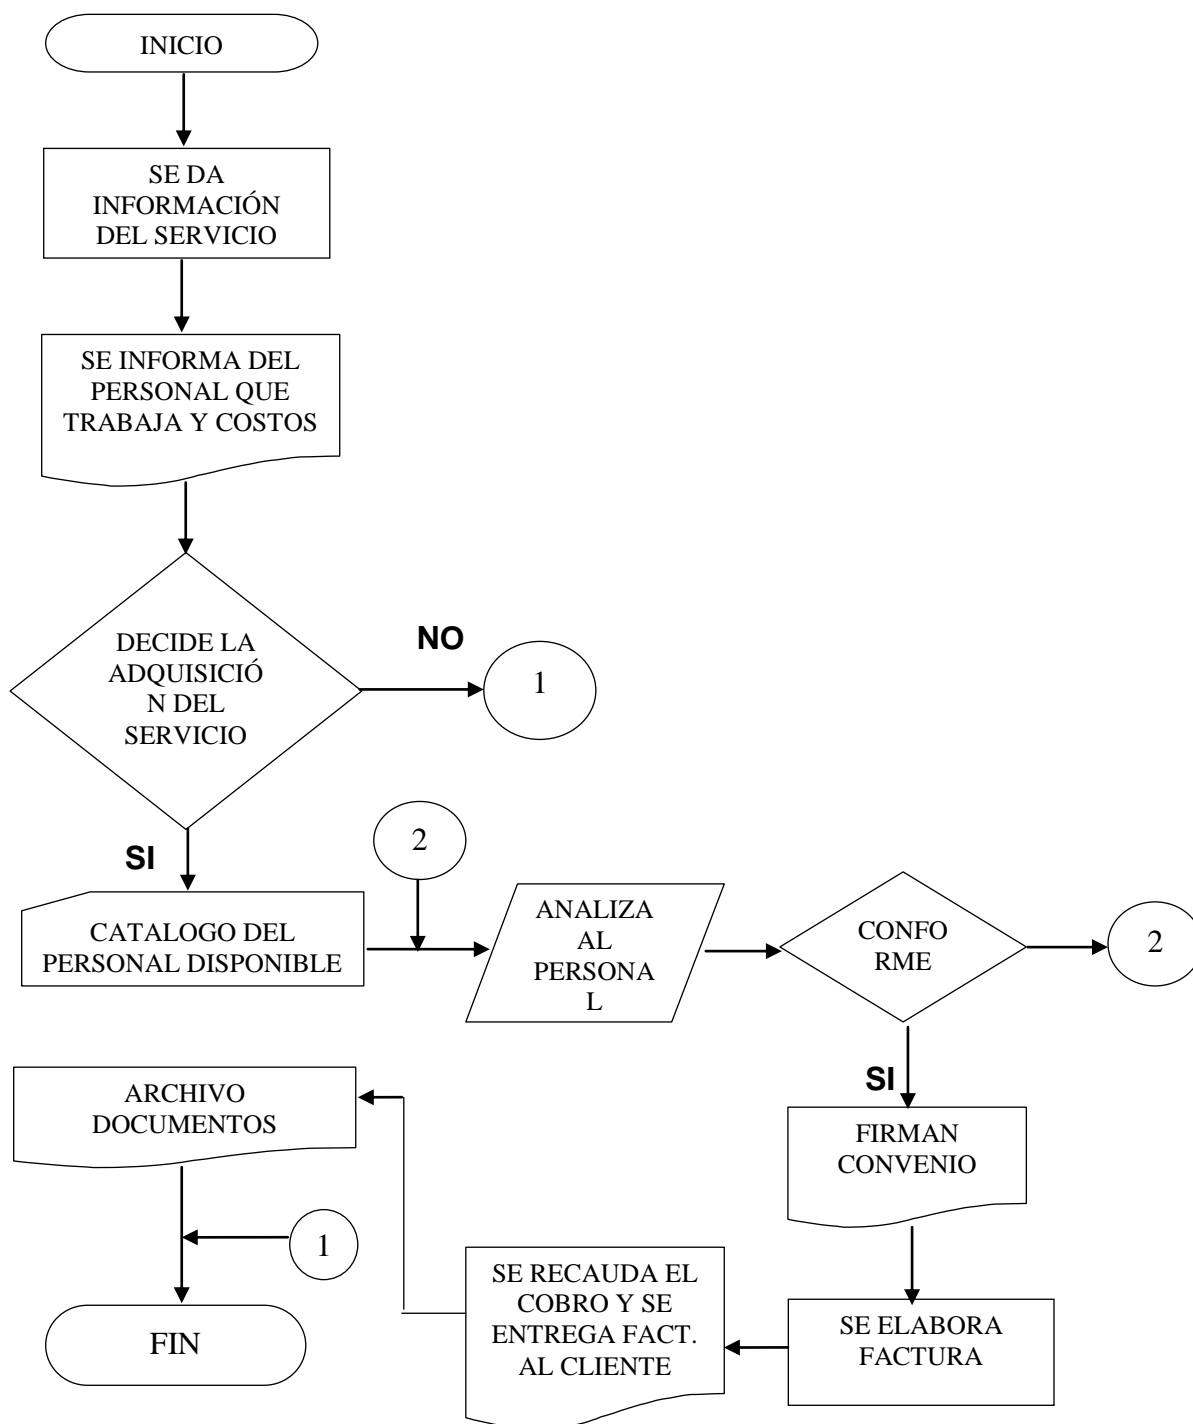 INICIO
SE DA
INFORMACIÓN
DEL SERVICIO
SE INFORMA DEL
PERSONAL QUE
TRABAJA Y COSTOS
DECIDE LA
ADQUISICIÓ
N DEL
SERVICIO
NO
1
SI
2
CATALOGO DEL
PERSONAL DISPONIBLE
ANALIZA
AL
PERSONA
L
CONFO
RME
2
SI
FIRMAN
CONVENIO
SE ELABORA
FACTURA
SE RECAUDA EL
COBRO Y SE
ENTREGA FACT.
AL CLIENTE
ARCHIVO
DOCUMENTOS
1
FIN